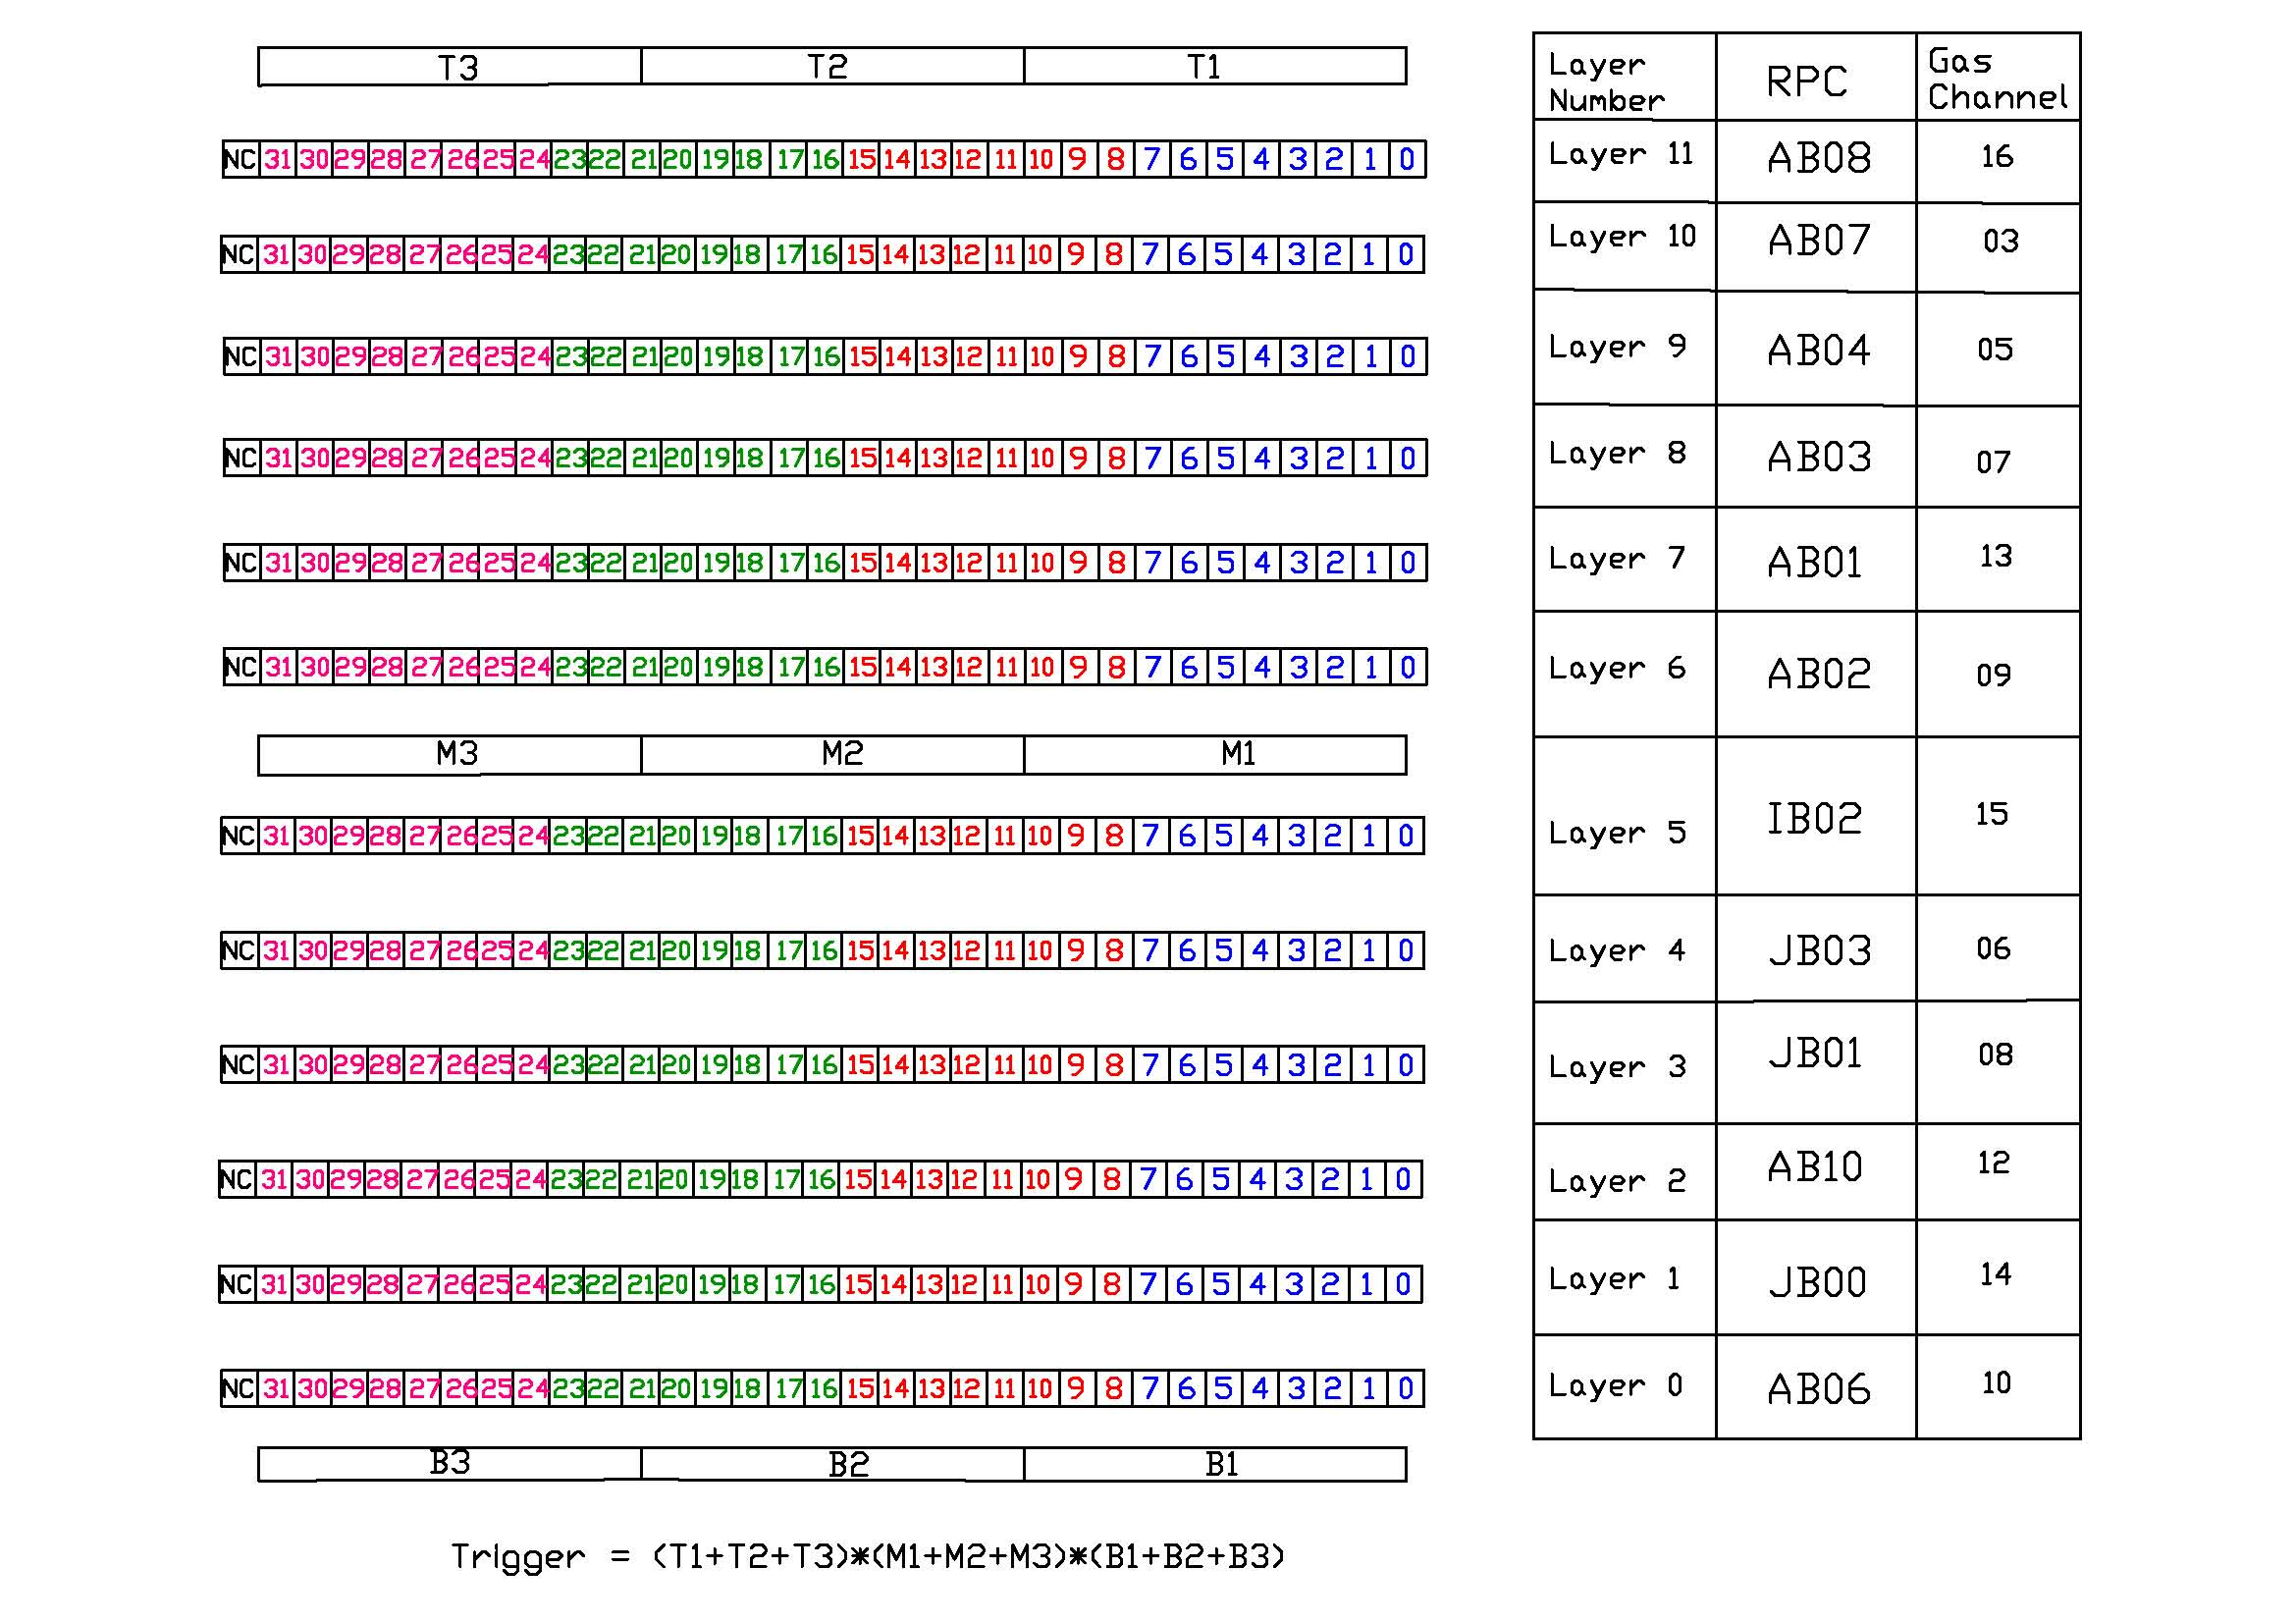 T3 T2 T1
Layer Number RPC Gas Channel
NC 31 30 29 28 27 26 25 24 23 22 21 20 19 18 17 16 15 14 13 12 11 10 9 8 7 6 5 4 3 2 1 0 Layer 11 AB08 16
NC 31 30 29 28 27 26 25 24 23 22 21 20 19 18 17 16 15 14 13 12 11 10 9 8 7 6 5 4 3 2 1 0 Layer 10 AB07 03
NC 31 30 29 28 27 26 25 24 23 22 21 20 19 18 17 16 15 14 13 12 11 10 9 8 7 6 5 4 3 2 1 0 Layer 9 AB04 05
NC 31 30 29 28 27 26 25 24 23 22 21 20 19 18 17 16 15 14 13 12 11 10 9 8 7 6 5 4 3 2 1 0 Layer 8 AB03 07
NC 31 30 29 28 27 26 25 24 23 22 21 20 19 18 17 16 15 14 13 12 11 10 9 8 7 6 5 4 3 2 1 0 Layer 7 AB01 13
NC 31 30 29 28 27 26 25 24 23 22 21 20 19 18 17 16 15 14 13 12 11 10 9 8 7 6 5 4 3 2 1 0 Layer 6 AB02 09
M3 M2 M1
NC 31 30 29 28 27 26 25 24 23 22 21 20 19 18 17 16 15 14 13 12 11 10 9 8 7 6 5 4 3 2 1 0 Layer 5 IB02 15
NC 31 30 29 28 27 26 25 24 23 22 21 20 19 18 17 16 15 14 13 12 11 10 9 8 7 6 5 4 3 2 1 0 Layer 4 JB03 06
NC 31 30 29 28 27 26 25 24 23 22 21 20 19 18 17 16 15 14 13 12 11 10 9 8 7 6 5 4 3 2 1 0 Layer 3 JB01 08
NC 31 30 29 28 27 26 25 24 23 22 21 20 19 18 17 16 15 14 13 12 11 10 9 8 7 6 5 4 3 2 1 0 Layer 2 AB10 12
NC 31 30 29 28 27 26 25 24 23 22 21 20 19 18 17 16 15 14 13 12 11 10 9 8 7 6 5 4 3 2 1 0 Layer 1 JB00 14
NC 31 30 29 28 27 26 25 24 23 22 21 20 19 18 17 16 15 14 13 12 11 10 9 8 7 6 5 4 3 2 1 0 Layer 0 AB06 10
B3 B2 B1
Trigger = (T1+T2+T3)*(M1+M2+M3)*(B1+B2+B3)